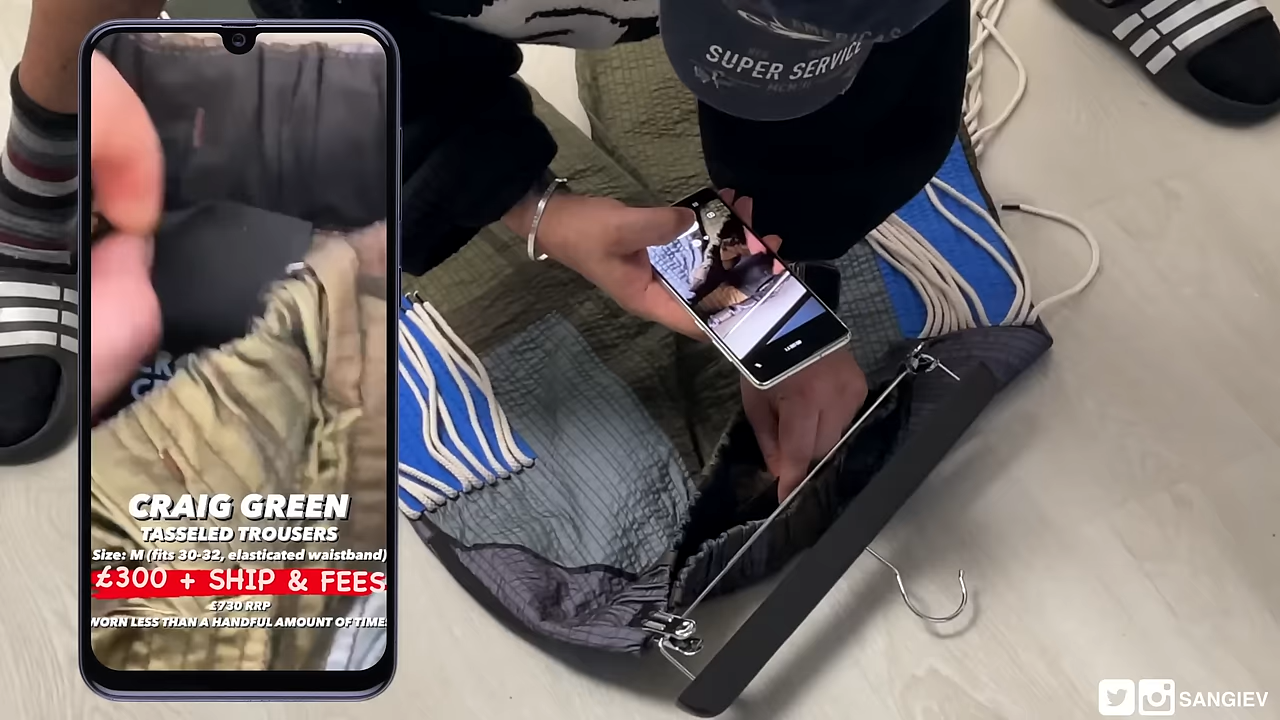 SUPER SERVICE
CRAIG GREEN
TASSELED TROUSERS
Size: M (fits 30-32, elasticated waistband)
£300 + SHIP & FEES
£730 RRP
WORN LESS THAN A HANDFUL AMOUNT OF TIME
SANGIEV